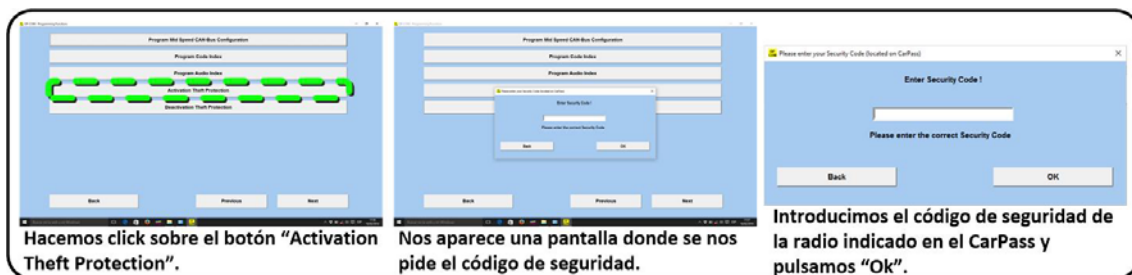 Program Mid Speed CAN-Bus Configuration
Program Code Index
Program Audio Index
Activation Theft Protection
Deactivation Theft Protection
Back
Previous
Next
Hacemos click sobre el botón “Activation
Theft Protection”.
Program Mid Speed CAN-Bus Configuration
Program Code Index
Program Audio Index
Enter Security Code !
Please enter the correct Security Code
Back
OK
Back
Previous
Next
Nos aparece una pantalla donde se nos
pide el código de seguridad.
Please enter your Security Code (located on CarPass)
Enter Security Code !
Please enter the correct Security Code
Back
OK
Introducimos el código de seguridad de
la radio indicado en el CarPass y
pulsamos “Ok”.